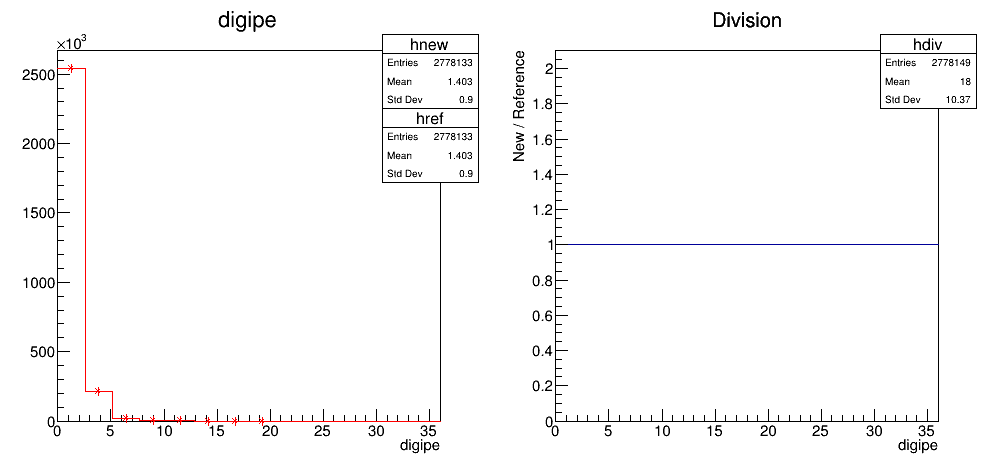 digipe
×10³
2500
2000
1500
1000
500
0
0 5 10 15 20 25 30 35
digipe
hnew
Entries 2778133
Mean 1.403
Std Dev 0.9
href
Entries 2778133
Mean 1.403
Std Dev 0.9
Division
New / Reference
2
1.8
1.6
1.4
1.2
1
0.8
0.6
0.4
0.2
0
0 5 10 15 20 25 30 35
digipe
hdiv
Entries 2778149
Mean 18
Std Dev 10.37